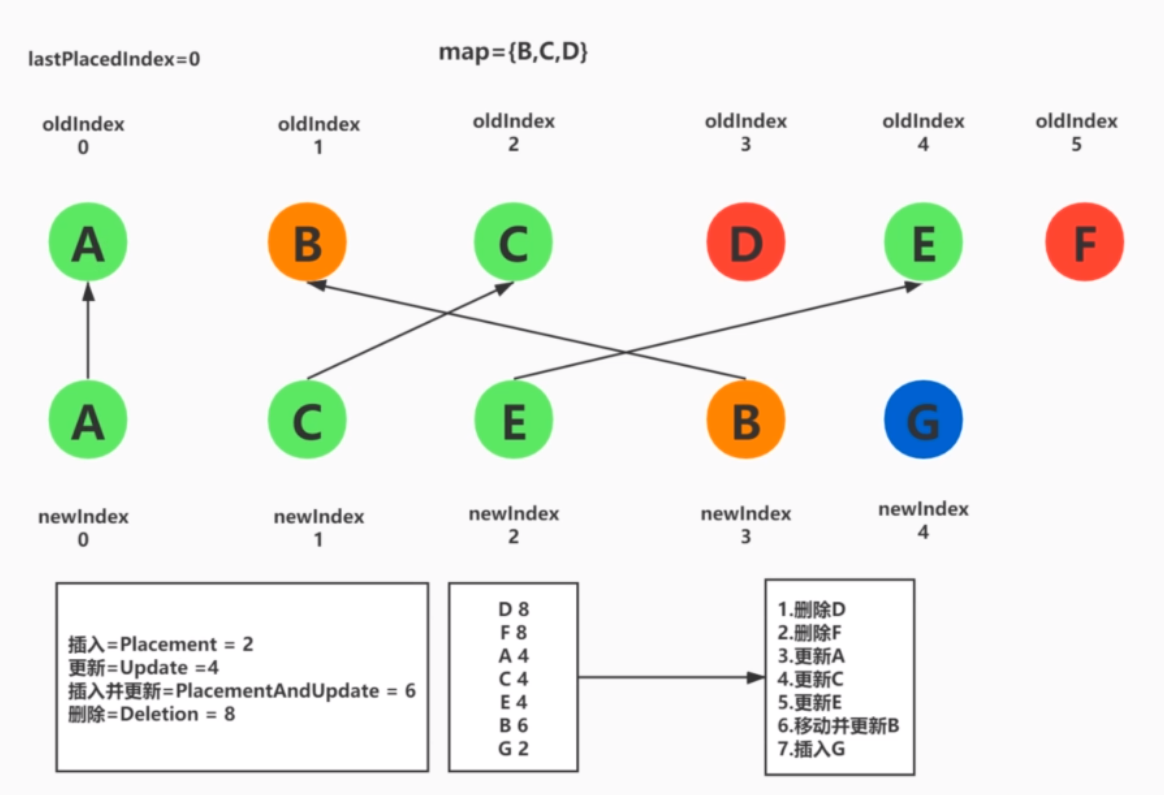 lastPlacedIndex=0
map={B,C,D}
oldIndex
0
oldIndex
1
oldIndex
2
oldIndex
3
oldIndex
4
oldIndex
5
A
B
C
D
E
F
A
C
E
B
G
newIndex
0
newIndex
1
newIndex
2
newIndex
3
newIndex
4
插入=Placement = 2
更新=Update =4
插入并更新=PlacementAndUpdate = 6
删除=Deletion = 8
D 8
F 8
A 4
C 4
E 4
B 6
G 2
1.删除D
2.删除F
3.更新A
4.更新C
5.更新E
6.移动并更新B
7.插入G